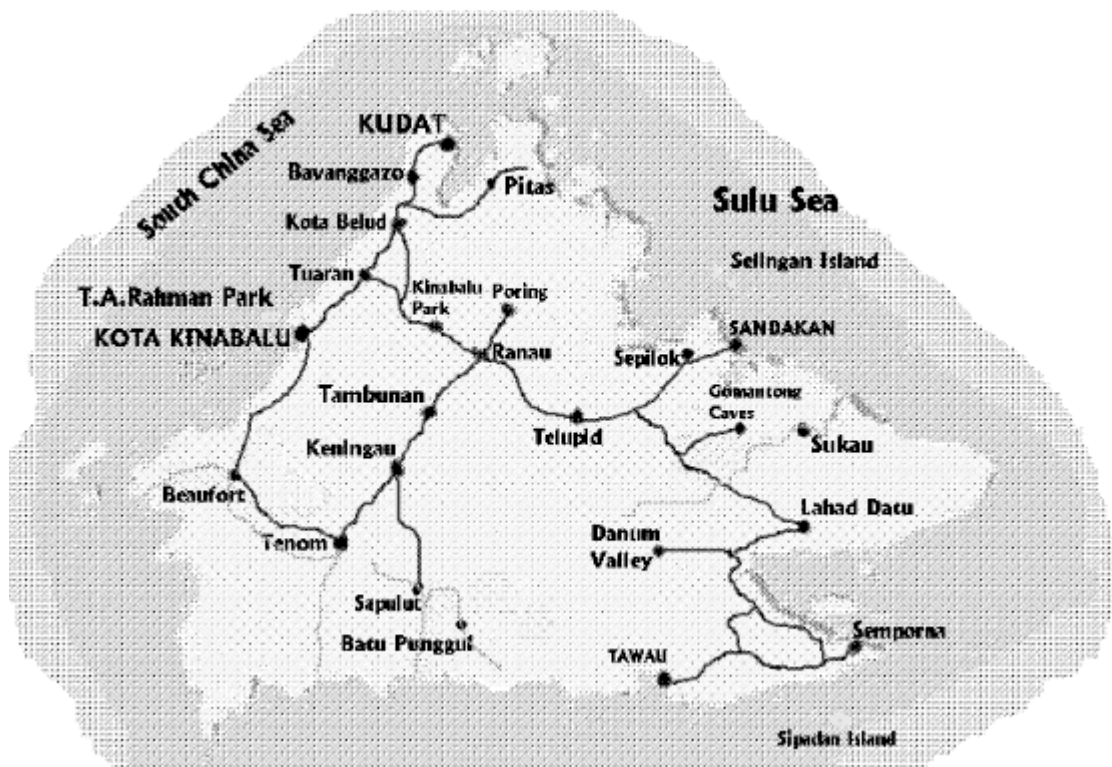 KUDAT
South China Sea
Bavanggazo
Pitas
Sulu Sea
Kota Belud
Selingan Island
Tuaran
Kinabalu
Park
Poring
T.A.Rahman Park
KOTA KINABALU
SANDAKAN
Ranau
Sepilok
Tambunan
Gomantong
Caves
Telupid
Sukau
Keningau
Beaufort
Lahad Datu
Tenom
Danum
Valley
Sapulut
Batu Punggul
Semporna
TAWAU
Sipadan Island